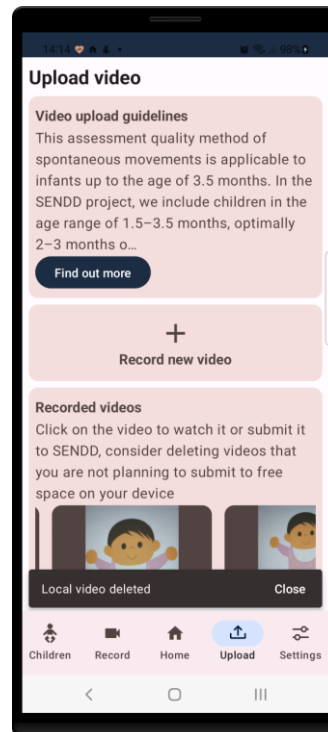 14:14
98%
Upload video
Video upload guidelines
This assessment quality method of
spontaneous movements is applicable to
infants up to the age of 3.5 months. In the
SENDD project, we include children in the
age range of 1.5–3.5 months, optimally
2–3 months o...
Find out more
Record new video
Recorded videos
Click on the video to watch it or submit it
to SENDD, consider deleting videos that
you are not planning to submit to free
space on your device
Local video deleted Close
Children Record Home Upload Settings